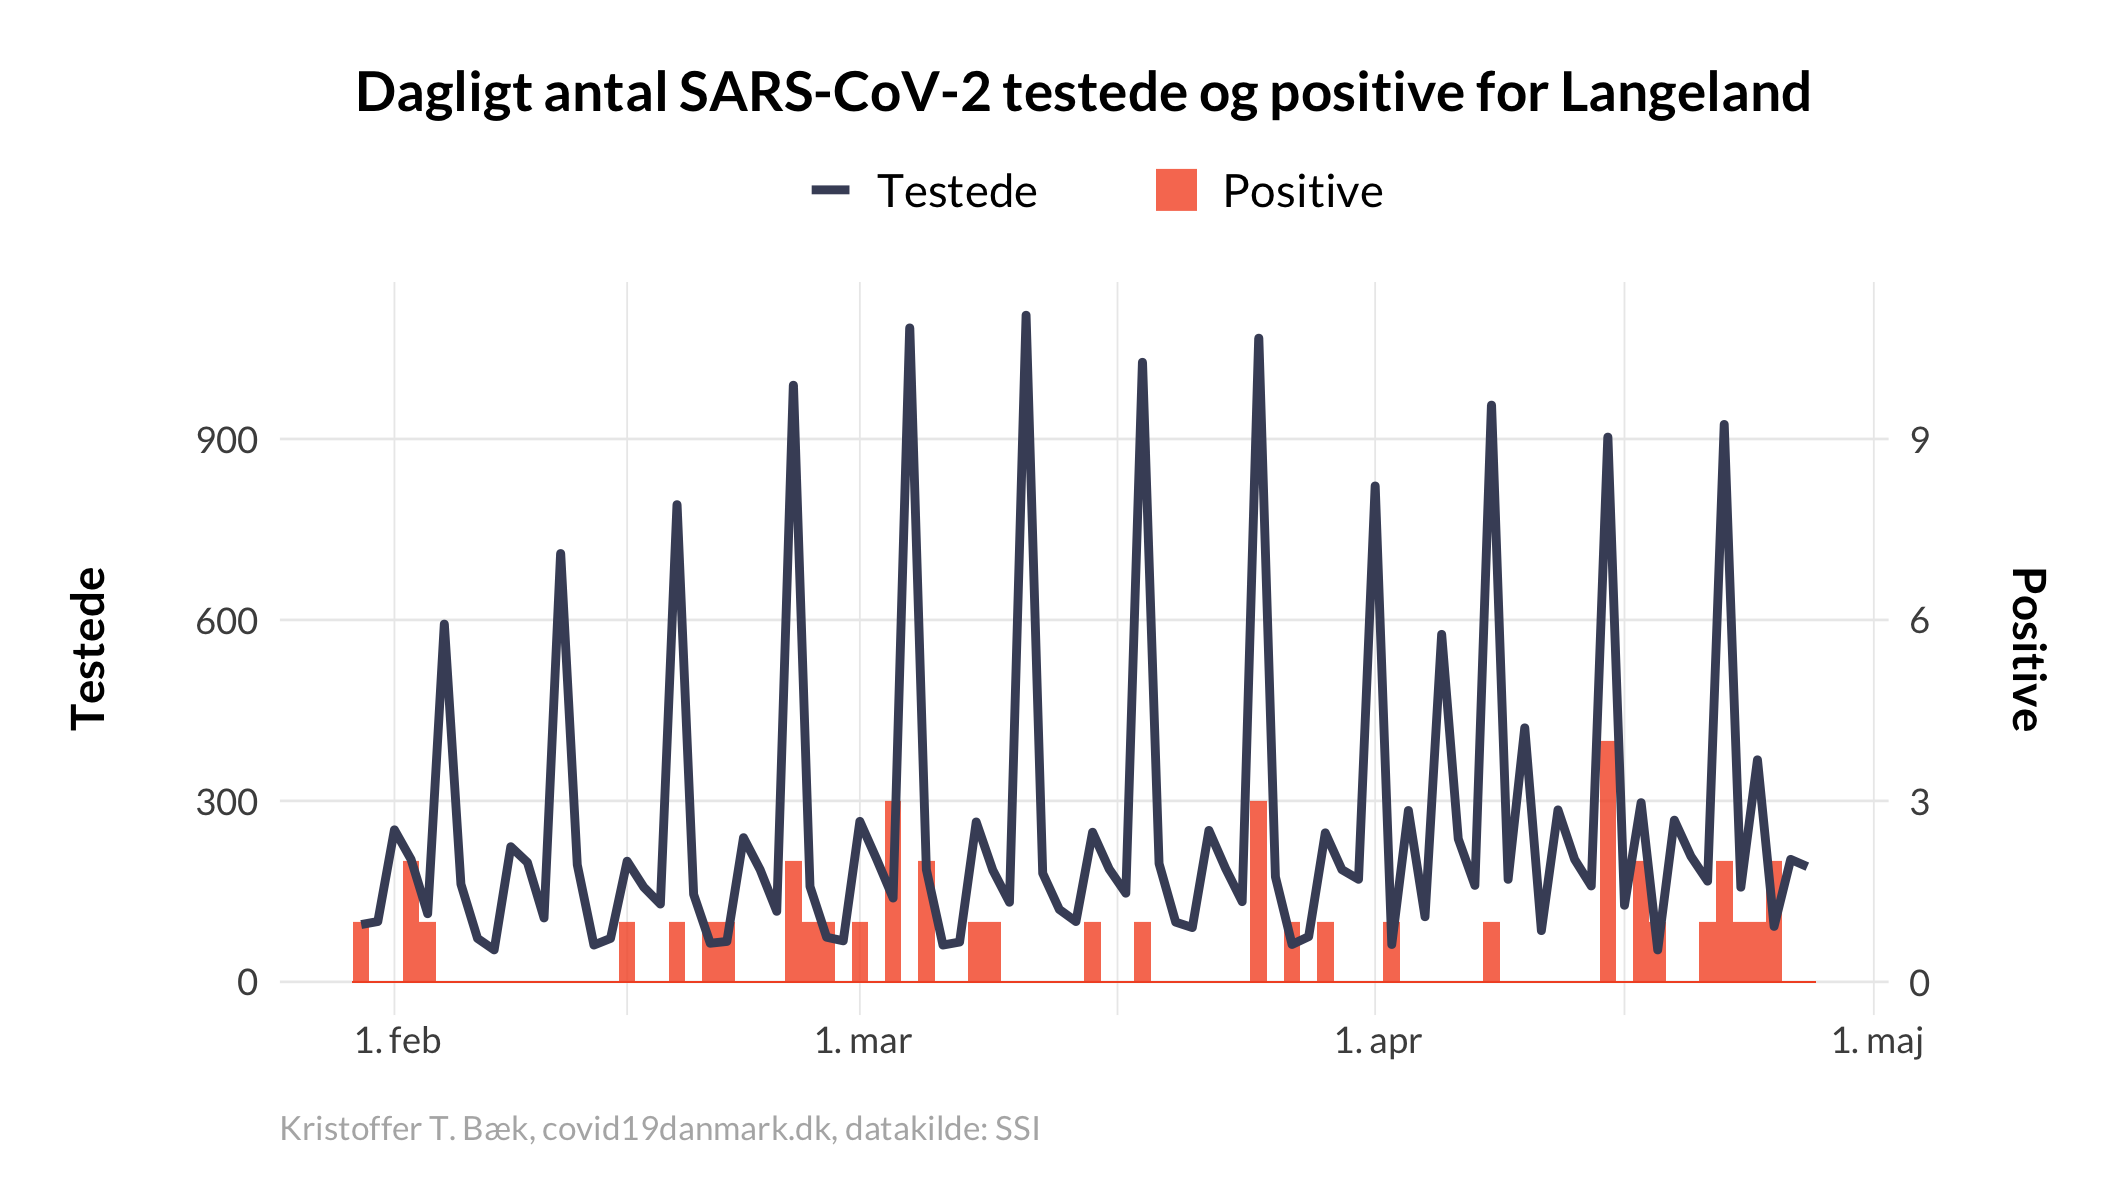 Dagligt antal SARS-CoV-2 testede og positive for Langeland
Testede
Positive
Testede
900
600
300
0
9
6
3
0
Positive
1. feb
1. mar
1. apr
1. maj
Kristoffer T. Bæk, covid19danmark.dk, datakilde: SSI